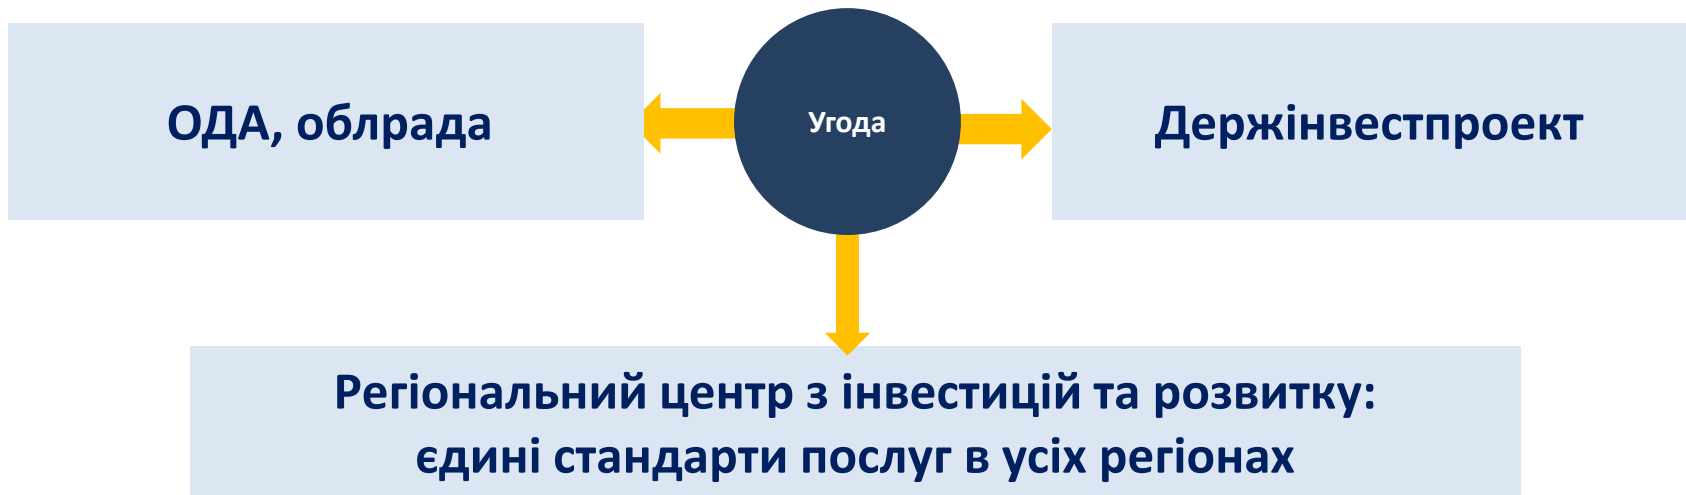 ОДА, облрада
Угода
Держінвестпроект
Регіональний центр з інвестицій та розвитку:
єдині стандарти послуг в усіх регіонах